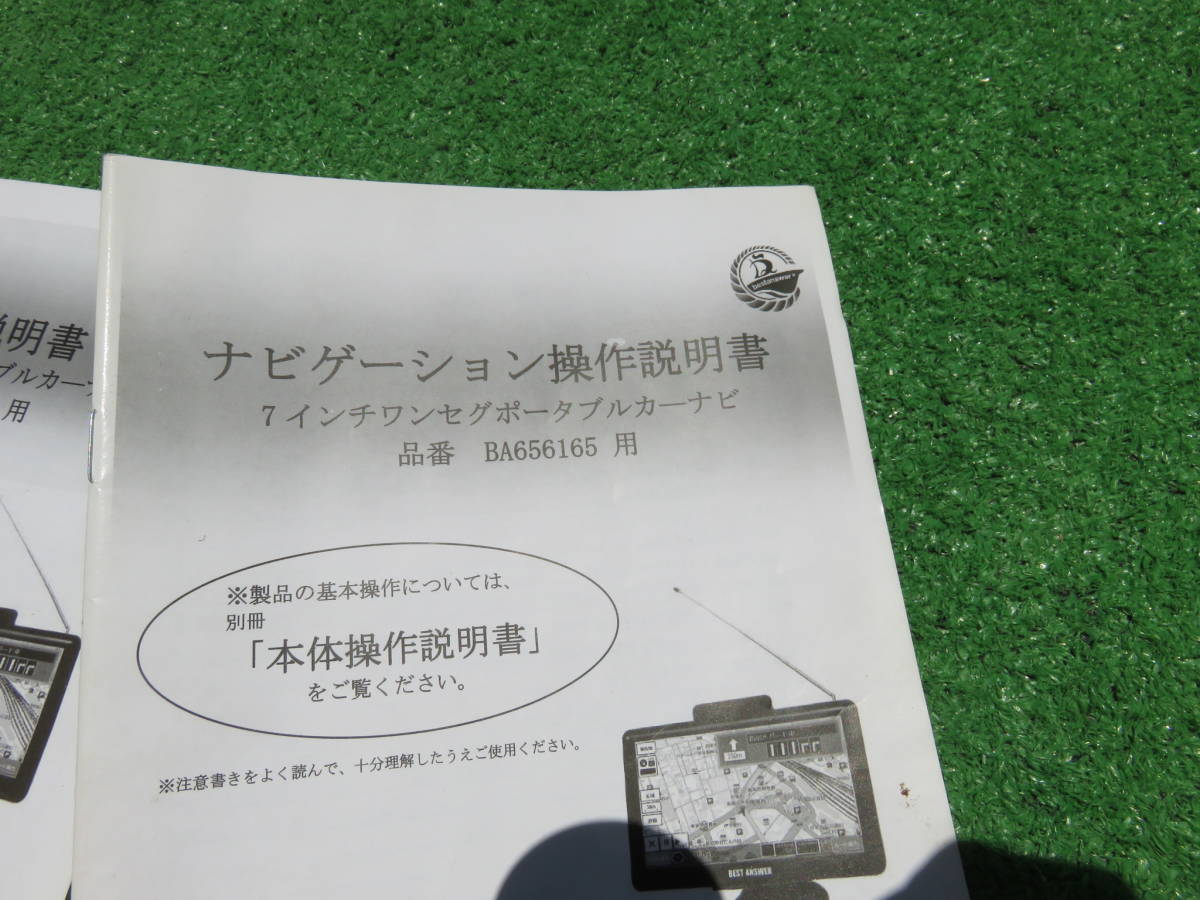 説明書
ブルカーナ
用
bestanswer
ナビゲーション操作説明書
7インチワンセグポータブルカーナビ
品番 BA656165 用
※製品の基本操作については、
別冊
「本体操作説明書」
をご覧ください。
※注意書きをよく読んで、十分理解したうえご使用ください。
BEST ANSWER